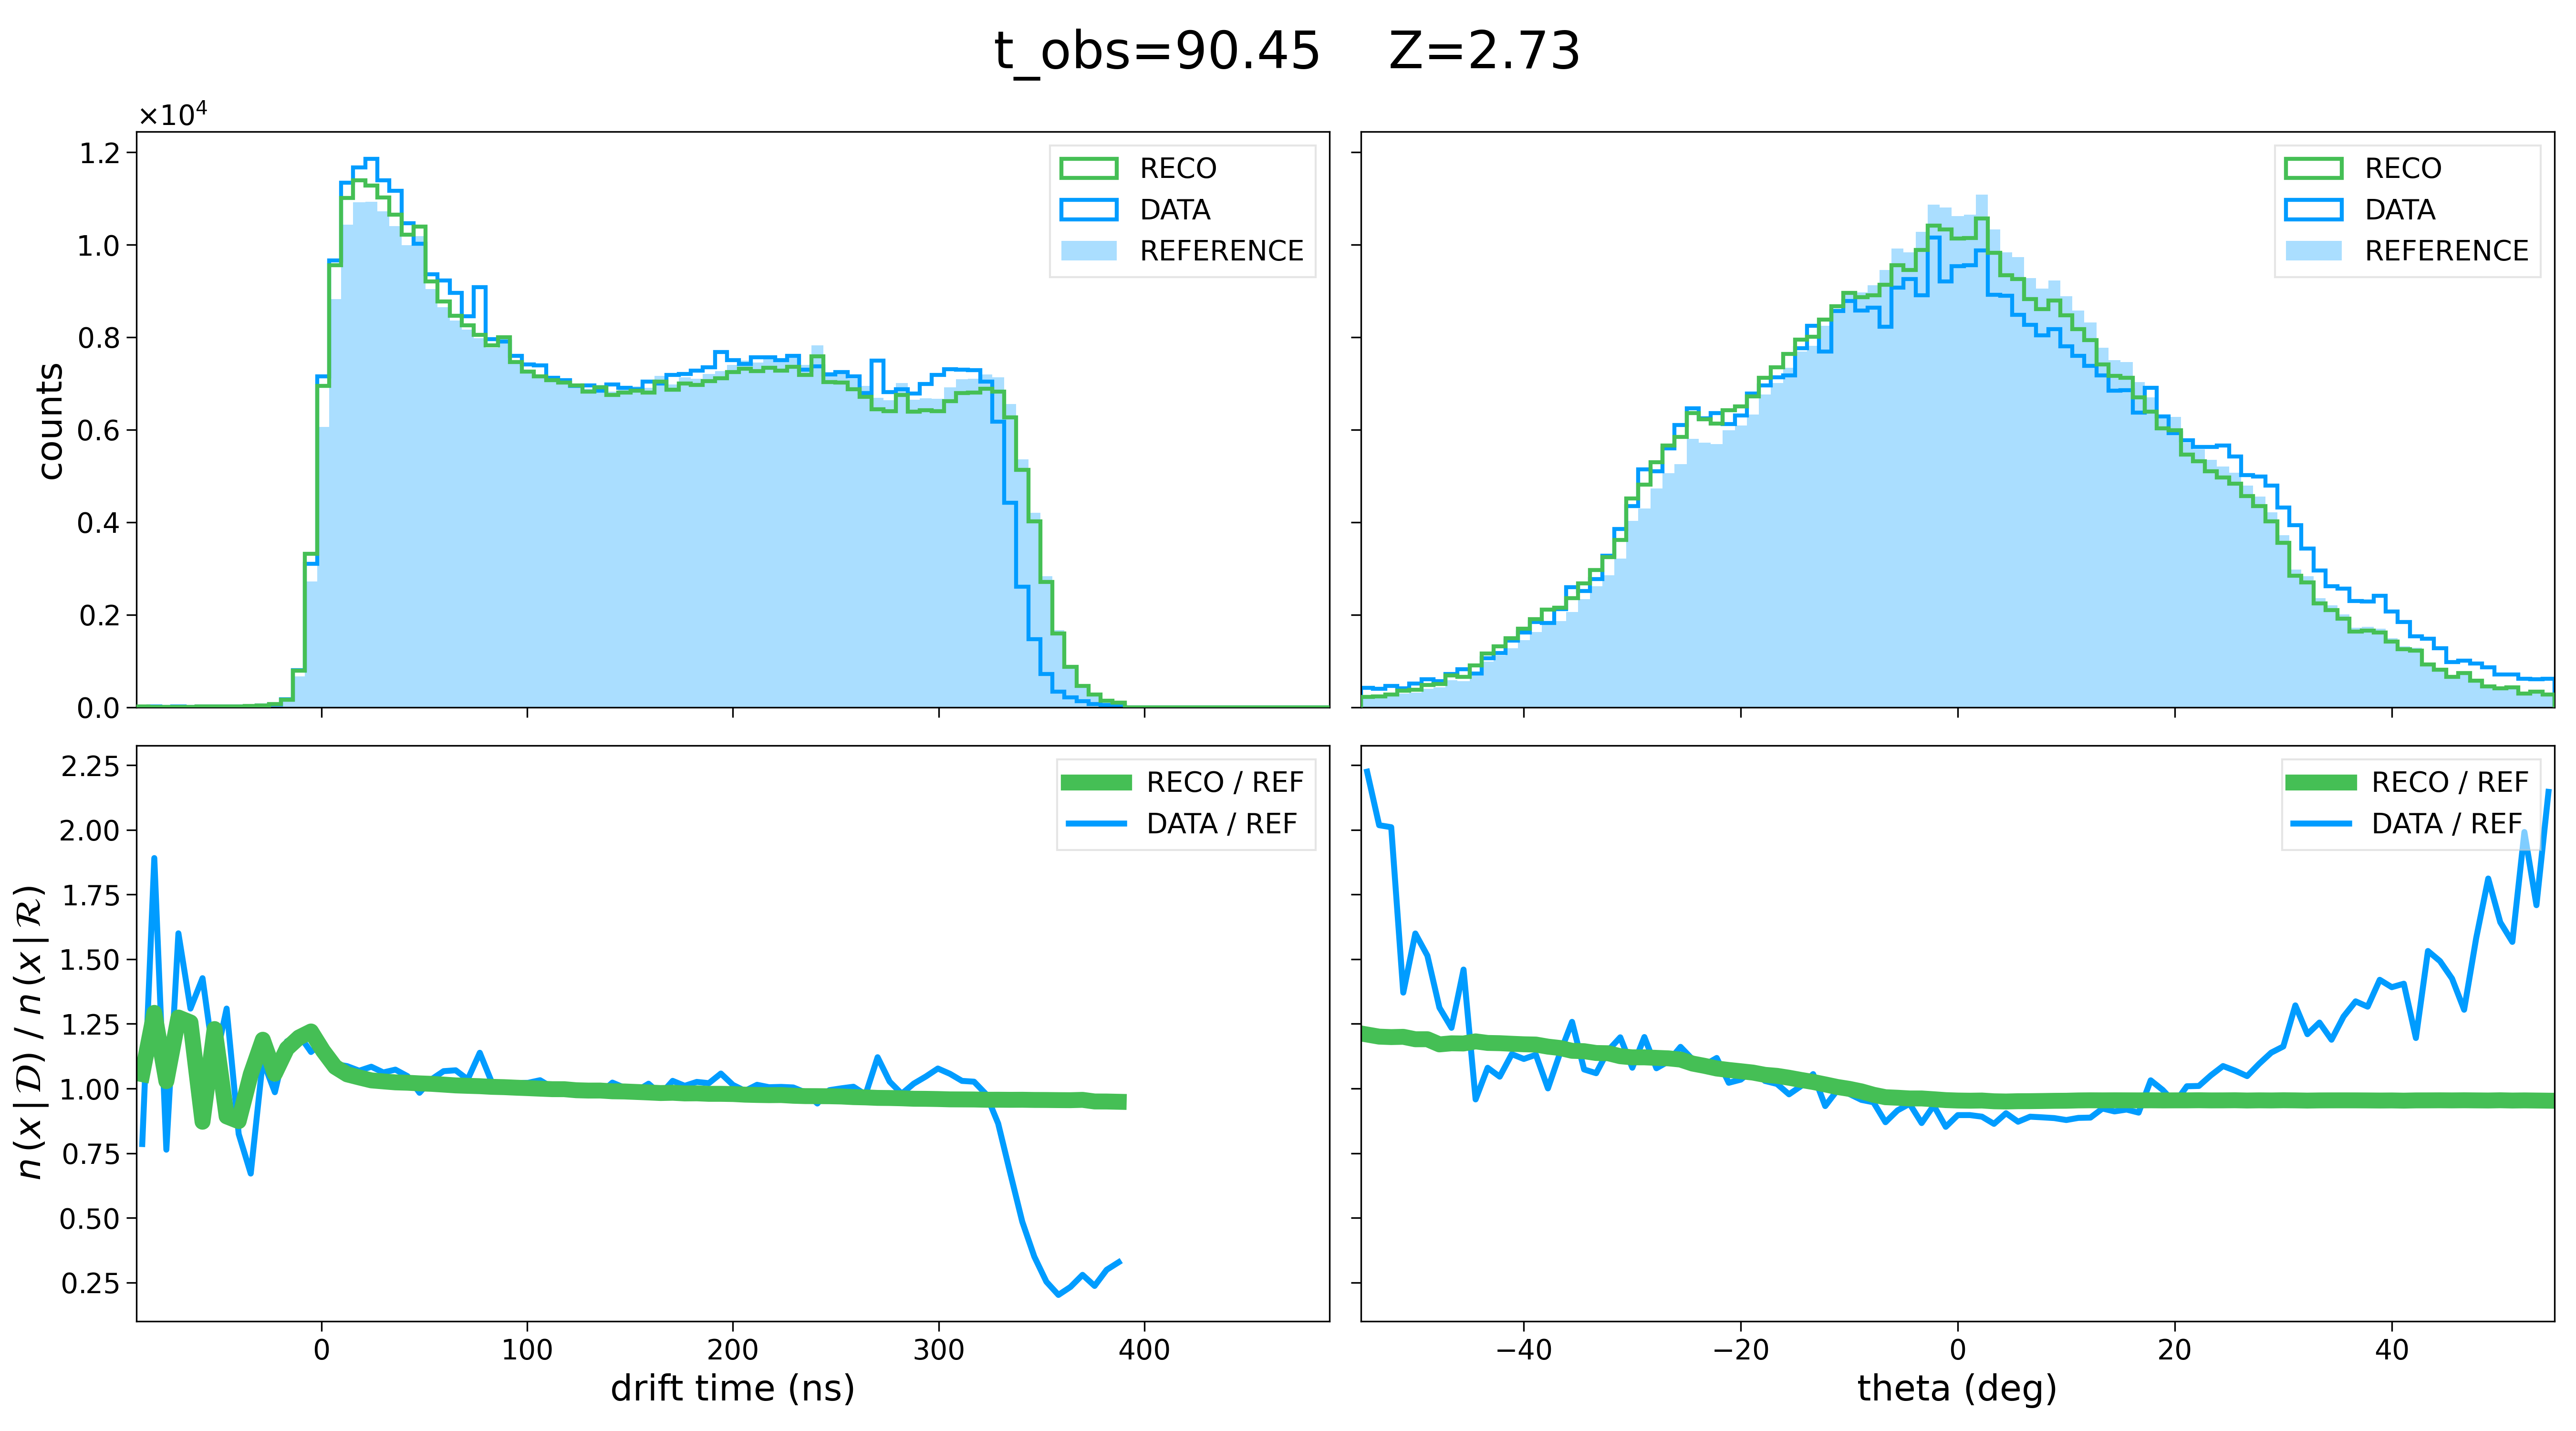 t_obs=90.45 Z=2.73
×10⁴
1.2
1.0
0.8
0.6
0.4
0.2
0.0
counts
RECO
DATA
REFERENCE
RECO
DATA
REFERENCE
2.25
2.00
1.75
1.50
1.25
1.00
0.75
0.50
0.25
n(x|𝒟) / n(x|ℛ)
RECO / REF
DATA / REF
0 100 200 300 400
drift time (ns)
RECO / REF
DATA / REF
−40 −20 0 20 40
theta (deg)